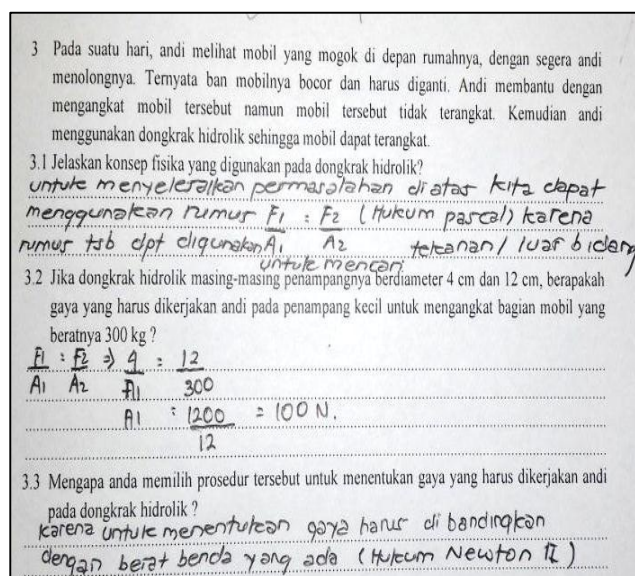 3 Pada suatu hari, andi melihat mobil yang mogok di depan rumahnya, dengan segera andi
menolongnya. Ternyata ban mobilnya bocor dan harus diganti. Andi membantu dengan
mengangkat mobil tersebut namun mobil tersebut tidak terangkat. Kemudian andi
menggunakan dongkrak hidrolik sehingga mobil dapat terangkat.
3.1 Jelaskan konsep fisika yang digunakan pada dongkrak hidrolik?
untuk menyelesaikan permasalahan diatas kita dapat
menggunakan rumus F1 = F2 (Hukum pascal) karena
rumus tsb dpt digunakan A1 A2 tekanan / luas bidang
untuk mencari
3.2 Jika dongkrak hidrolik masing-masing penampangnya berdiameter 4 cm dan 12 cm, berapakah
gaya yang harus dikerjakan andi pada penampang kecil untuk mengangkat bagian mobil yang
beratnya 300 kg ?
F1 = F2 ⇒ 4 = 12
A1 A2 A1 300
A1 = 1200 = 100 N.
12
3.3 Mengapa anda memilih prosedur tersebut untuk menentukan gaya yang harus dikerjakan andi
pada dongkrak hidrolik ?
karena untuk menentukan gaya harus di bandingkan
dengan berat benda yang ada (Hukum Newton II)